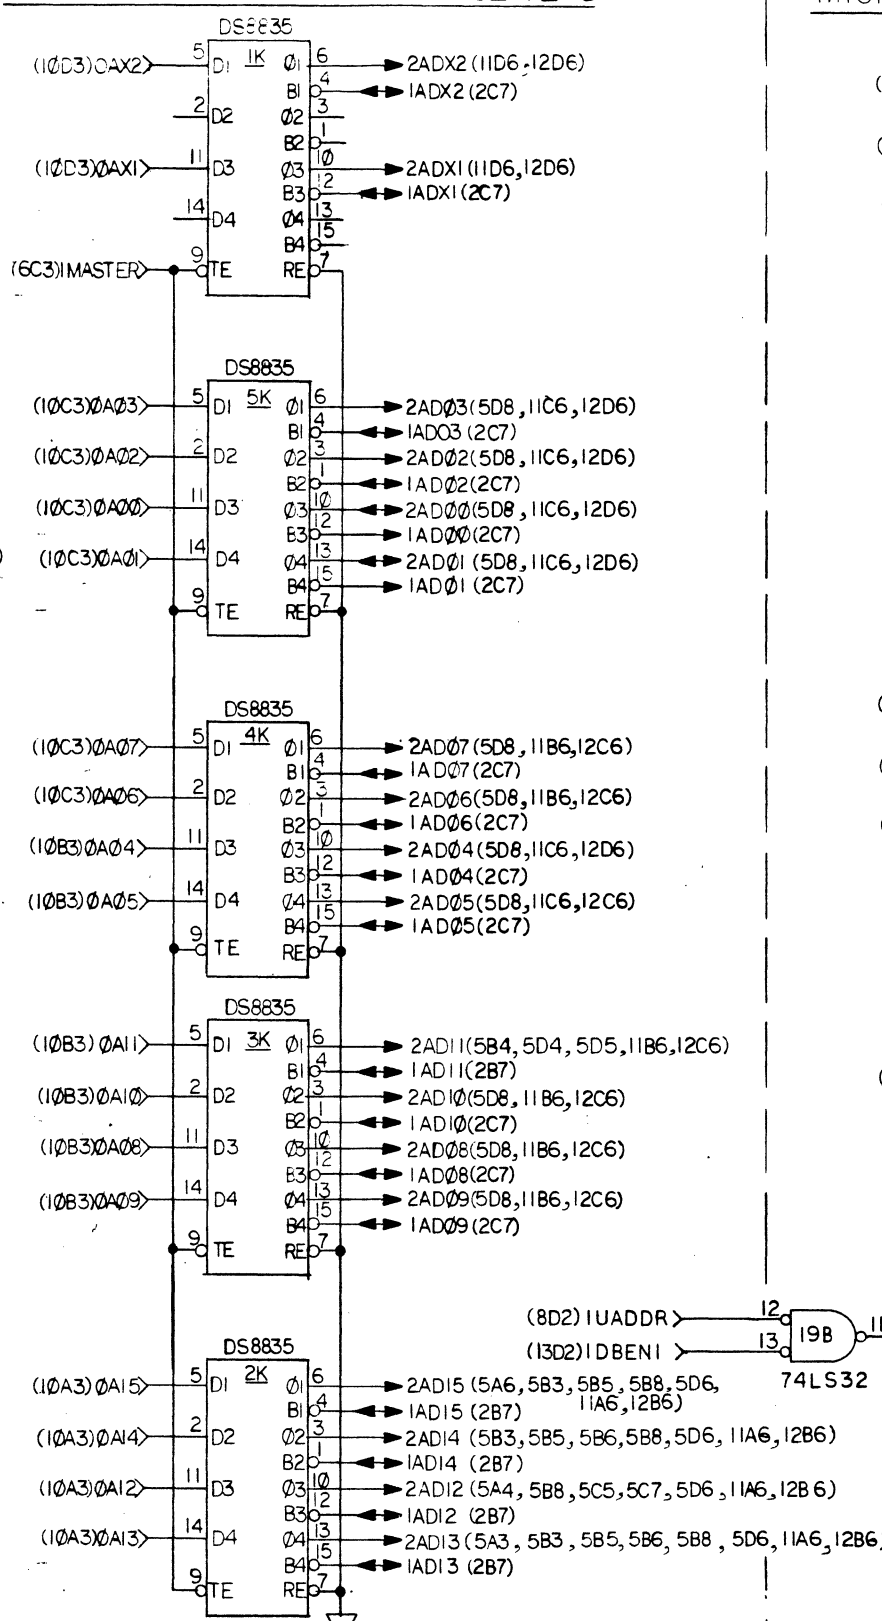 DS8835
(10D3)0AX2 5 D1 1K Ø1 6 2ADX2 (11D6,12D6)
B1 4 1ADX2 (2C7)
2 D2 Ø2 3
B2 1
(1ØD3)0AX1 11 D3 Ø3 1Ø 2ADX1 (11D6,12D6)
B3 12 1ADX1 (2C7)
14 D4 Ø4 13
B4 15
(6C3)1MASTER 9 TE RE 7
DS8835
(1ØC3)ØAØ3 5 D1 5K Ø1 6 2ADØ3(5D8,11C6,12D6)
B1 4 1ADO3 (2C7)
(1ØC3)ØAØ2 2 D2 Ø2 3 2ADØ2(5D8,11C6,12D6)
B2 1 1ADØ2(2C7)
(1ØC3)ØAØØ 11 D3 Ø3 1Ø 2ADØØ(5D8,11C6,12D6)
B3 12 1ADØØ(2C7)
(1ØC3)ØAØ1 14 D4 Ø4 13 2ADØ1 (5D8,11C6,12D6)
B4 15 1ADØ1 (2C7)
9 TE RE 7
DS8835
(1ØC3)ØAØ7 5 D1 4K Ø1 6 2ADØ7(5D8,11B6,12C6)
B1 4 1ADØ7(2C7)
(1ØC3)ØAØ6 2 D2 Ø2 3 2ADØ6(5D8,11B6,12C6)
B2 1 1ADØ6(2C7)
(1ØB3)ØAØ4 11 D3 Ø3 1Ø 2ADØ4(5D8,11C6,12D6)
B3 12 1ADØ4(2C7)
(1ØB3)ØAØ5 14 D4 Ø4 13 2ADØ5(5D8,11C6,12C6)
B4 15 1ADØ5(2C7)
9 TE RE 7
DS8835
(1ØB3) ØA11 5 D1 3K Ø1 6 2AD11(5B4, 5D4, 5D5,11B6,12C6)
B1 4 1AD11(2B7)
(1ØB3)ØA1Ø 2 D2 Ø2 3 2AD1Ø(5D8,11B6,12C6)
B2 1 1AD1Ø(2C7)
(1ØB3)ØAØ8 11 D3 Ø3 1Ø 2ADØ8(5D8,11B6,12C6)
B3 12 1ADØ8(2C7)
(1ØB3)ØAØ9 14 D4 Ø4 13 2ADØ9(5D8,11B6,12C6)
B4 15 1ADØ9(2C7)
9 TE RE 7
(8D2)1UADDR 12
19B 11
(13D2)1DBEN1 13
74LS32
DS8835
(1ØA3)ØA15 5 D1 2K Ø1 6 2AD15 (5A6, 5B3, 5B5, 5B8, 5D6,
11A6,12B6)
B1 4 1AD15 (2B7)
(1ØA3)ØA14 2 D2 Ø2 3 2AD14 (5B3, 5B5, 5B6,5B8, 5D6, 11A6,12B6)
B2 1 1AD14 (2B7)
(1ØA3)ØA12 11 D3 Ø3 1Ø 2AD12 (5A4, 5B8,5C5,5C7,5D6,11A6,12B6)
B3 12 1AD12 (2B7)
(1ØA3)ØA13 14 D4 Ø4 13 2AD13 (5A3, 5B3, 5B5, 5B6, 5B8, 5D6, 11A6,12B6
B4 15 1AD13 (2B7)
9 TE RE 7